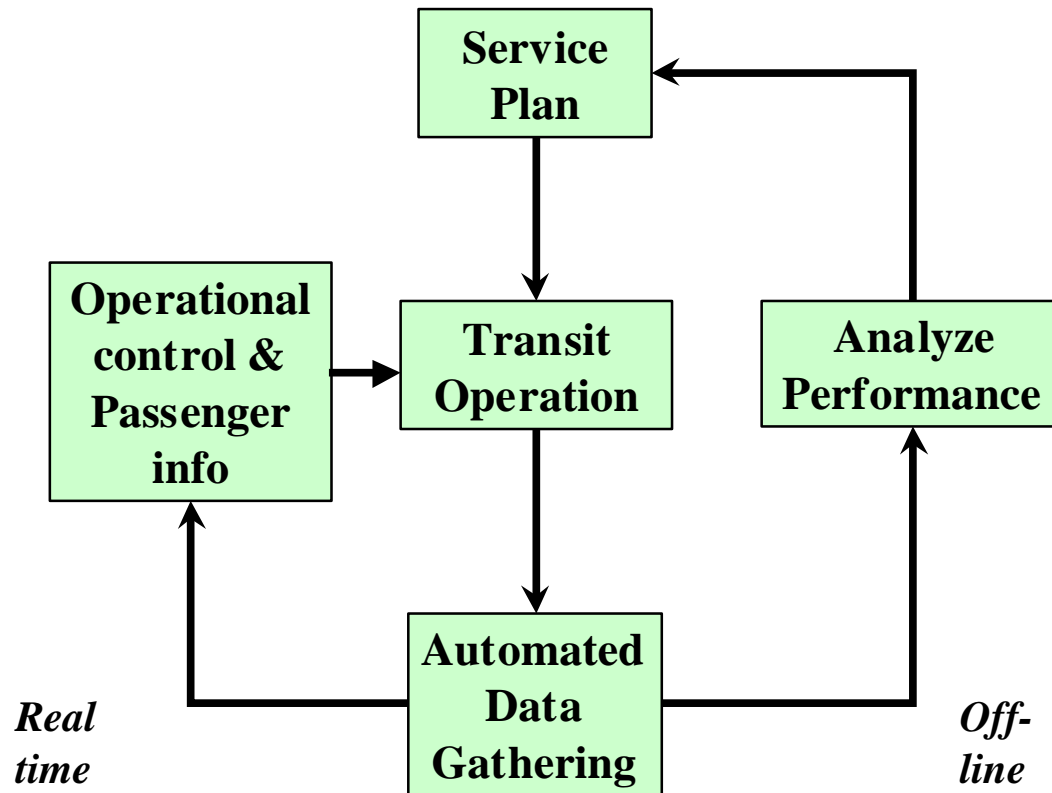 Service
Plan
Operational
control &
Passenger
info
Transit
Operation
Analyze
Performance
Automated
Data
Gathering
Real
time
Off-
line